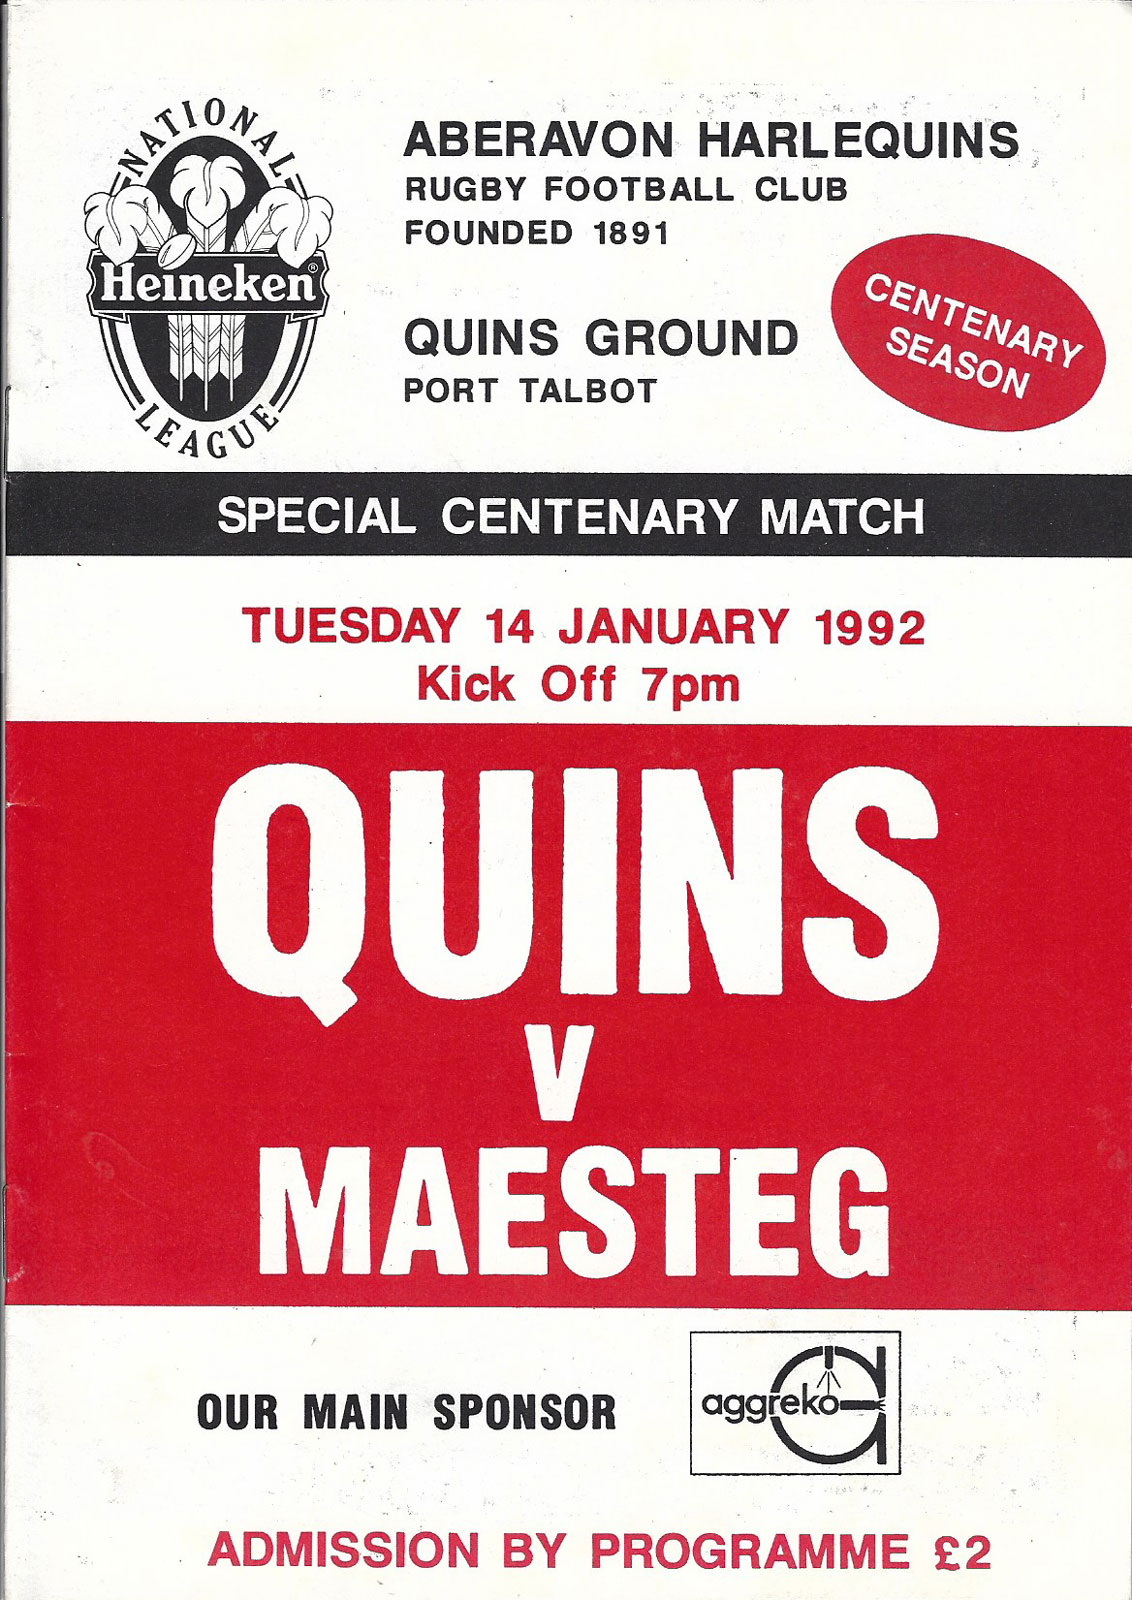 NATIONAL
Heineken®
LEAGUE
ABERAVON HARLEQUINS
RUGBY FOOTBALL CLUB
FOUNDED 1891
QUINS GROUND
PORT TALBOT
CENTENARY
SEASON
SPECIAL CENTENARY MATCH
TUESDAY 14 JANUARY 1992
Kick Off 7pm
QUINS
v
MAESTEG
OUR MAIN SPONSOR
aggreko
ADMISSION BY PROGRAMME £2